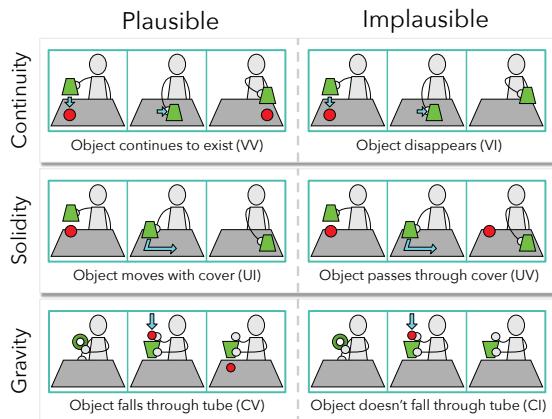 Plausible
Implausible
Continuity
Object continues to exist (VV)
Object disappears (VI)
Solidity
Object moves with cover (UI)
Object passes through cover (UV)
Gravity
Object falls through tube (CV)
Object doesn't fall through tube (CI)